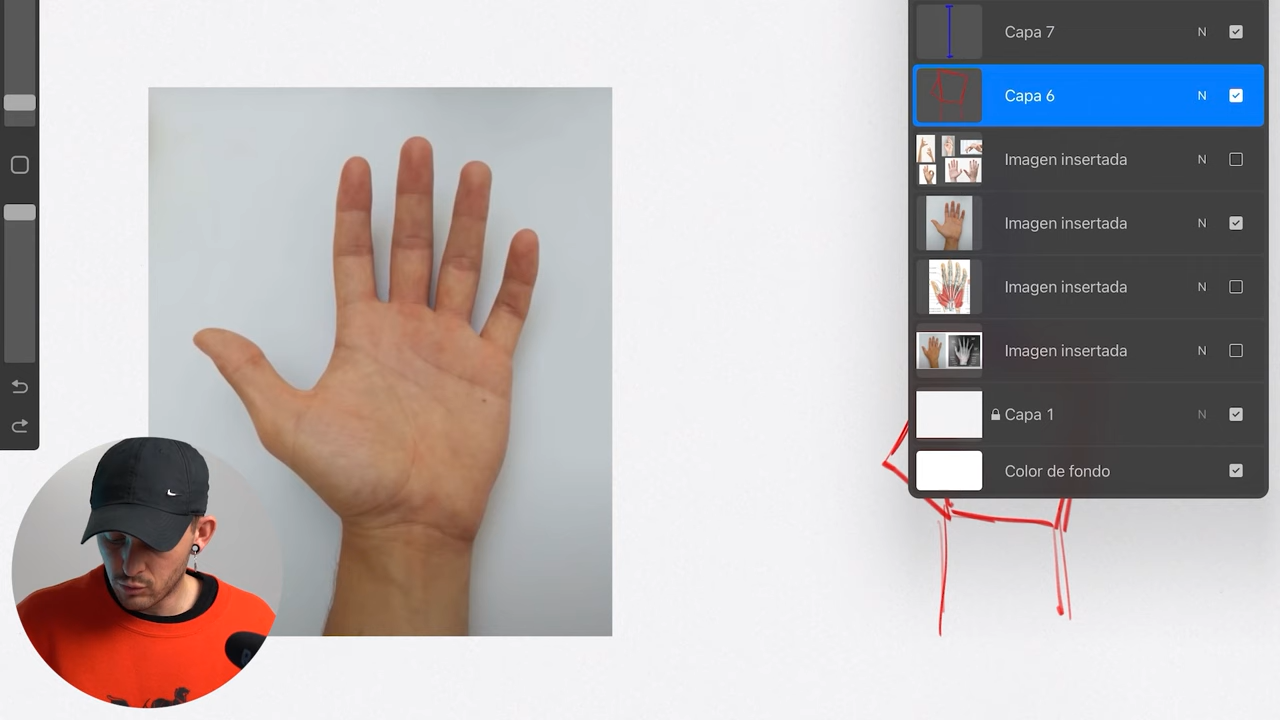 Capa 7 N
Capa 6 N
Imagen insertada N
Imagen insertada N
Imagen insertada N
Imagen insertada N
Capa 1 N
Color de fondo